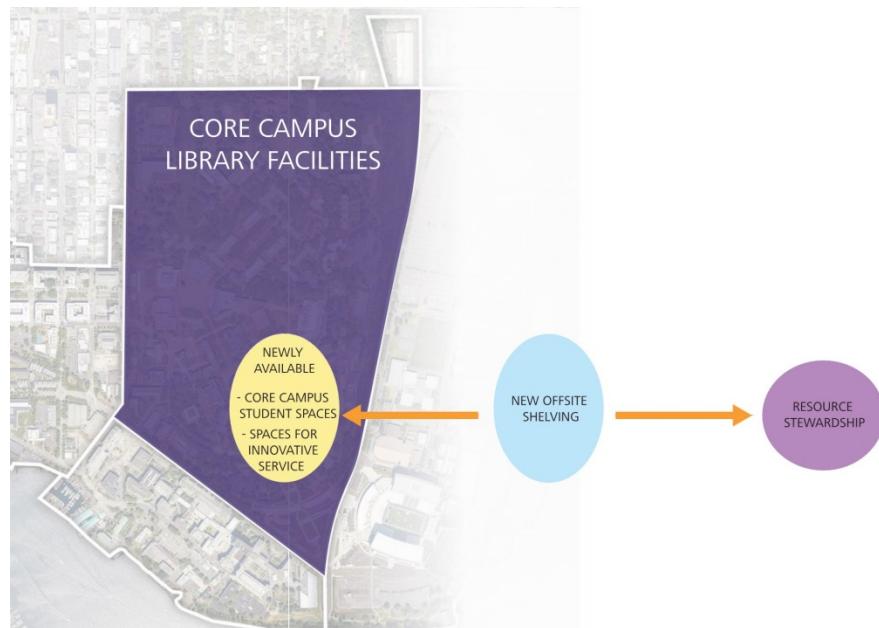 CORE CAMPUS
LIBRARY FACILITIES
NEWLY
AVAILABLE
- CORE CAMPUS
STUDENT SPACES
- SPACES FOR
INNOVATIVE
SERVICE
NEW OFFSITE
SHELVING
RESOURCE
STEWARDSHIP